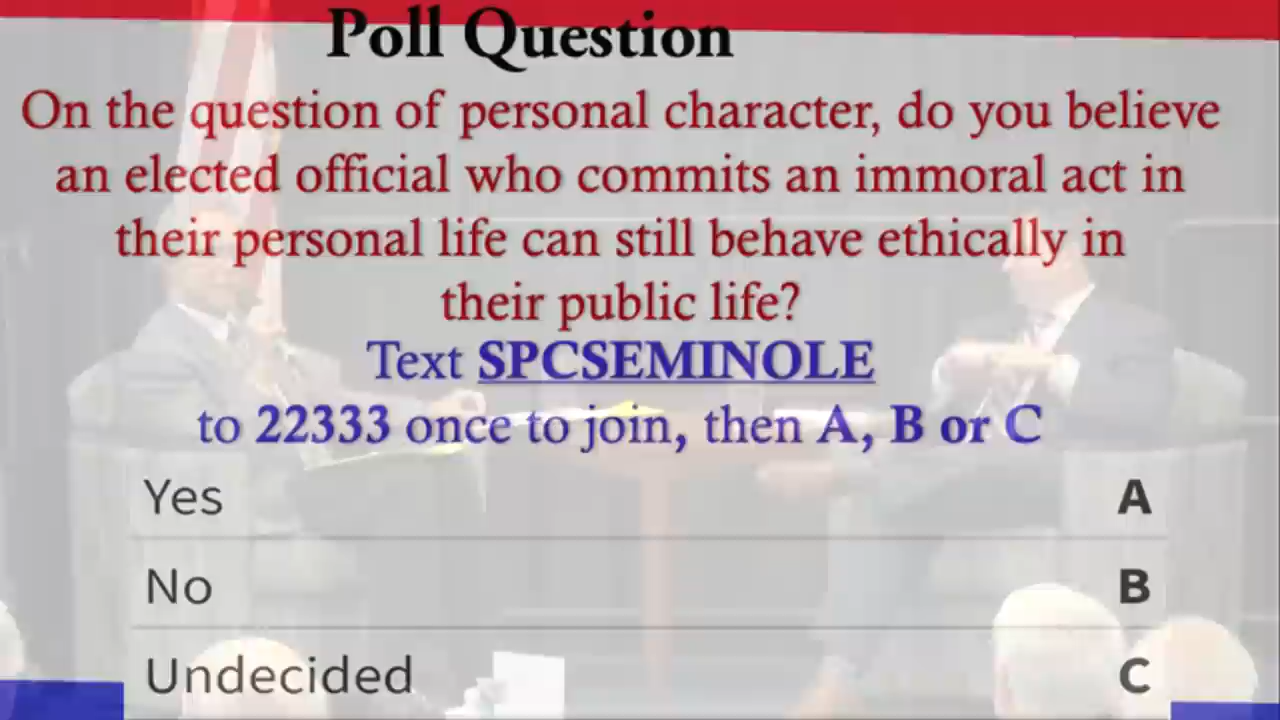 Poll Question
On the question of personal character, do you believe
an elected official who commits an immoral act in
their personal life can still behave ethically in
their public life?
Text SPCSEMINOLE
to 22333 once to join, then A, B or C
Yes A
No B
Undecided C